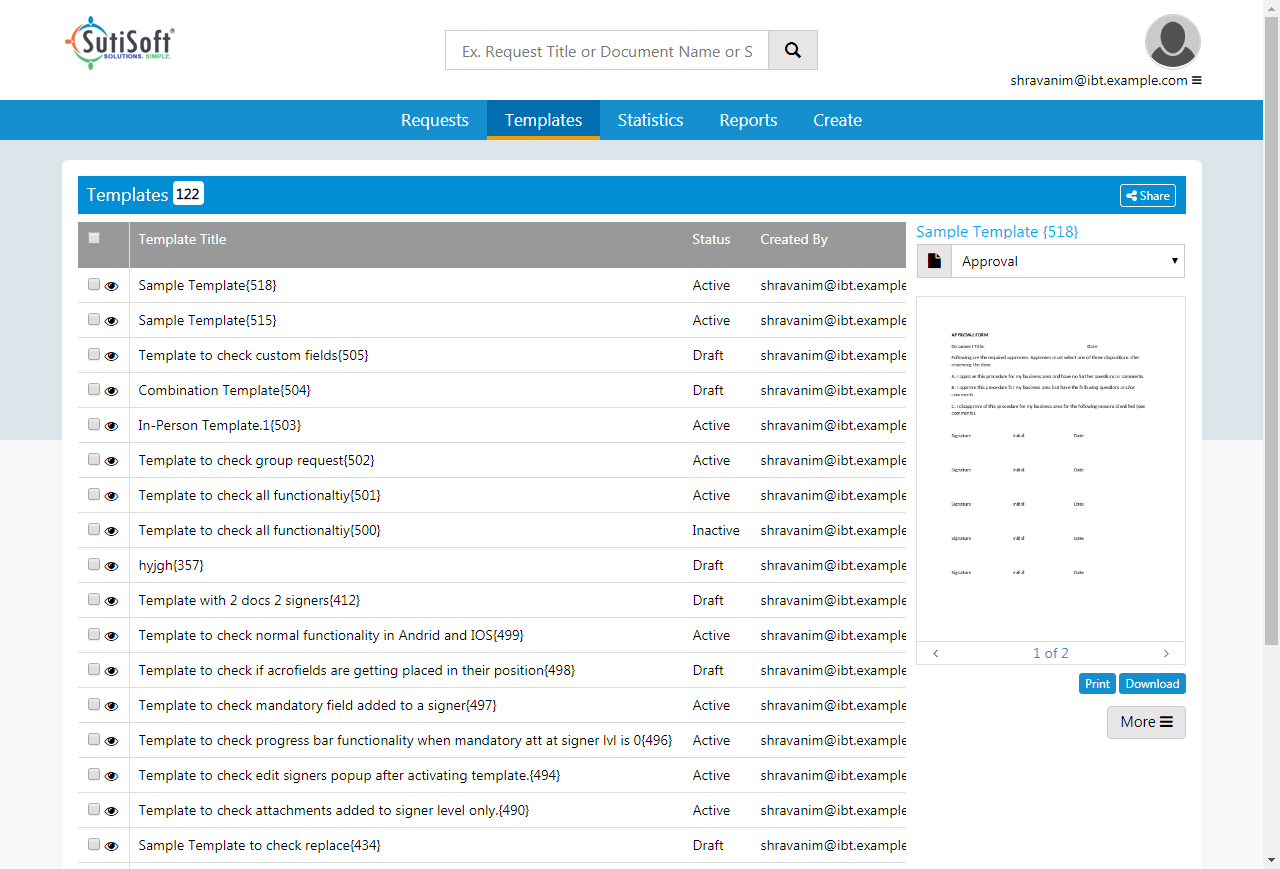 SutiSoft®
SOLUTIONS. SIMPLE.
Ex. Request Title or Document Name or S
shravanim@ibt.example.com
Requests Templates Statistics Reports Create
Templates 122
Share
Template Title Status Created By
Sample Template{518} Active shravanim@ibt.example
Sample Template{515} Active shravanim@ibt.example
Template to check custom fields{505} Draft shravanim@ibt.example
Combination Template{504} Draft shravanim@ibt.example
In-Person Template.1{503} Active shravanim@ibt.example
Template to check group request{502} Active shravanim@ibt.example
Template to check all functionaltiy{501} Active shravanim@ibt.example
Template to check all functionaltiy{500} Inactive shravanim@ibt.example
hyjgh{357} Draft shravanim@ibt.example
Template with 2 docs 2 signers{412} Draft shravanim@ibt.example
Template to check normal functionality in Andrid and IOS{499} Active shravanim@ibt.example
Template to check if acrofields are getting placed in their position{498} Draft shravanim@ibt.example
Template to check mandatory field added to a signer{497} Active shravanim@ibt.example
Template to check progress bar functionality when mandatory att at signer lvl is 0{496} Active shravanim@ibt.example
Template to check edit signers popup after activating template.{494} Active shravanim@ibt.example
Template to check attachments added to signer level only.{490} Active shravanim@ibt.example
Sample Template to check replace{434} Draft shravanim@ibt.example
Sample Template {518}
Approval
APPROVAL FORM
Document Title: Date:
Following are the required approvers. Approvers must select one of three dispositions after
reviewing the item:
A. I approve this procedure for my business area and have no further questions or comments.
B. I approve this procedure for my business area but have the following questions and/or
comments.
C. I disapprove of this procedure for my business area for the following reasons identified (see
comments).
Signature Initial Date
Signature Initial Date
Signature Initial Date
Signature Initial Date
Signature Initial Date
1 of 2
Print Download
More